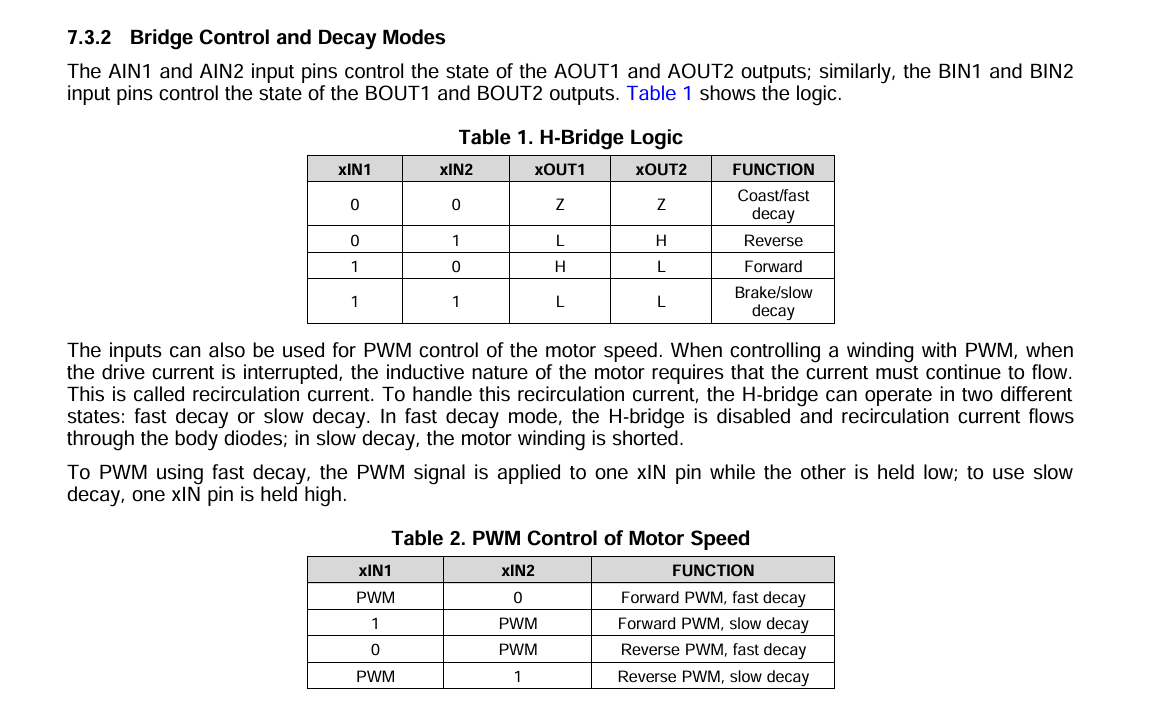 7.3.2 Bridge Control and Decay Modes
The AIN1 and AIN2 input pins control the state of the AOUT1 and AOUT2 outputs; similarly, the BIN1 and BIN2
input pins control the state of the BOUT1 and BOUT2 outputs. Table 1 shows the logic.
Table 1. H-Bridge Logic
xIN1 xIN2 xOUT1 xOUT2 FUNCTION
0 0 Z Z Coast/fast
decay
0 1 L H Reverse
1 0 H L Forward
1 1 L L Brake/slow
decay
The inputs can also be used for PWM control of the motor speed. When controlling a winding with PWM, when
the drive current is interrupted, the inductive nature of the motor requires that the current must continue to flow.
This is called recirculation current. To handle this recirculation current, the H-bridge can operate in two different
states: fast decay or slow decay. In fast decay mode, the H-bridge is disabled and recirculation current flows
through the body diodes; in slow decay, the motor winding is shorted.
To PWM using fast decay, the PWM signal is applied to one xIN pin while the other is held low; to use slow
decay, one xIN pin is held high.
Table 2. PWM Control of Motor Speed
xIN1 xIN2 FUNCTION
PWM 0 Forward PWM, fast decay
1 PWM Forward PWM, slow decay
0 PWM Reverse PWM, fast decay
PWM 1 Reverse PWM, slow decay